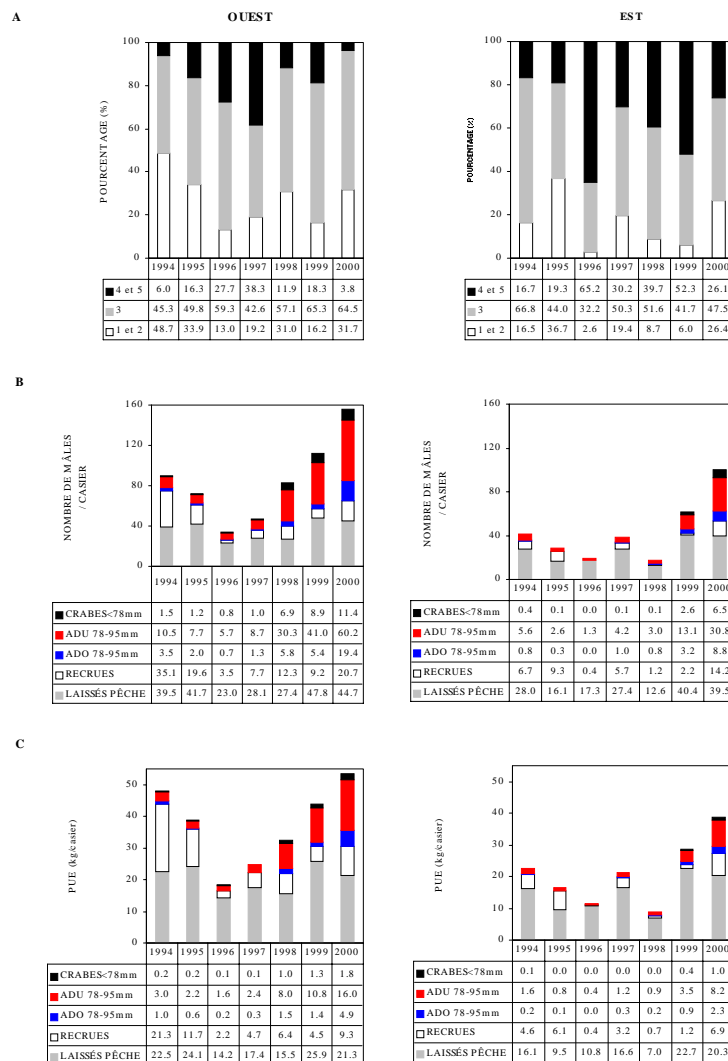 A
OUEST
EST
POURCENTAGE (%)
100
80
60
40
20
0
1994 1995 1996 1997 1998 1999 2000
4 et 5 6.0 16.3 27.7 38.3 11.9 18.3 3.8
3 45.3 49.8 59.3 42.6 57.1 65.3 64.5
1 et 2 48.7 33.9 13.0 19.2 31.0 16.2 31.7
POURCENTAGE (%)
100
80
60
40
20
0
1994 1995 1996 1997 1998 1999 2000
4 et 5 16.7 19.3 65.2 30.2 39.7 52.3 26.1
3 66.8 44.0 32.2 50.3 51.6 41.7 47.5
1 et 2 16.5 36.7 2.6 19.4 8.7 6.0 26.4
B
NOMBRE DE MÂLES
/ CASIER
160
120
80
40
0
1994 1995 1996 1997 1998 1999 2000
CRABES<78mm 1.5 1.2 0.8 1.0 6.9 8.9 11.4
ADU 78-95mm 10.5 7.7 5.7 8.7 30.3 41.0 60.2
ADO 78-95mm 3.5 2.0 0.7 1.3 5.8 5.4 19.4
RECRUES 35.1 19.6 3.5 7.7 12.3 9.2 20.7
LAISSÉS PÊCHE 39.5 41.7 23.0 28.1 27.4 47.8 44.7
NOMBRE DE MÂLES
/ CASIER
160
120
80
40
0
1994 1995 1996 1997 1998 1999 2000
CRABES<78mm 0.4 0.1 0.0 0.1 0.1 2.6 6.5
ADU 78-95mm 5.6 2.6 1.3 4.2 3.0 13.1 30.8
ADO 78-95mm 0.8 0.3 0.0 0.8 0.8 3.2 8.8
RECRUES 6.7 9.3 0.4 5.7 1.2 2.2 14.2
LAISSÉS PÊCHE 28.0 16.1 17.3 27.4 12.6 40.4 39.5
C
PUE (kg/casier)
50
40
30
20
10
0
1994 1995 1996 1997 1998 1999 2000
CRABES<78mm 0.2 0.2 0.1 0.1 1.0 1.3 1.8
ADU 78-95mm 3.0 2.2 1.6 2.4 8.0 10.8 16.0
ADO 78-95mm 1.0 0.6 0.2 0.3 1.5 1.4 4.9
RECRUES 21.3 11.7 2.2 4.7 6.4 4.5 9.3
LAISSÉS PÊCHE 22.5 24.1 14.2 17.4 15.5 25.9 21.3
PUE (kg/casier)
50
40
30
20
10
0
1994 1995 1996 1997 1998 1999 2000
CRABES<78mm 0.1 0.0 0.0 0.0 0.0 0.4 1.0
ADU 78-95mm 1.6 0.8 0.4 1.2 0.9 3.5 8.2
ADO 78-95mm 0.2 0.1 0.0 0.3 0.2 0.9 2.3
RECRUES 4.6 6.1 0.4 3.2 0.7 1.2 6.9
LAISSÉS PÊCHE 16.1 9.5 10.8 16.6 7.0 22.7 20.3